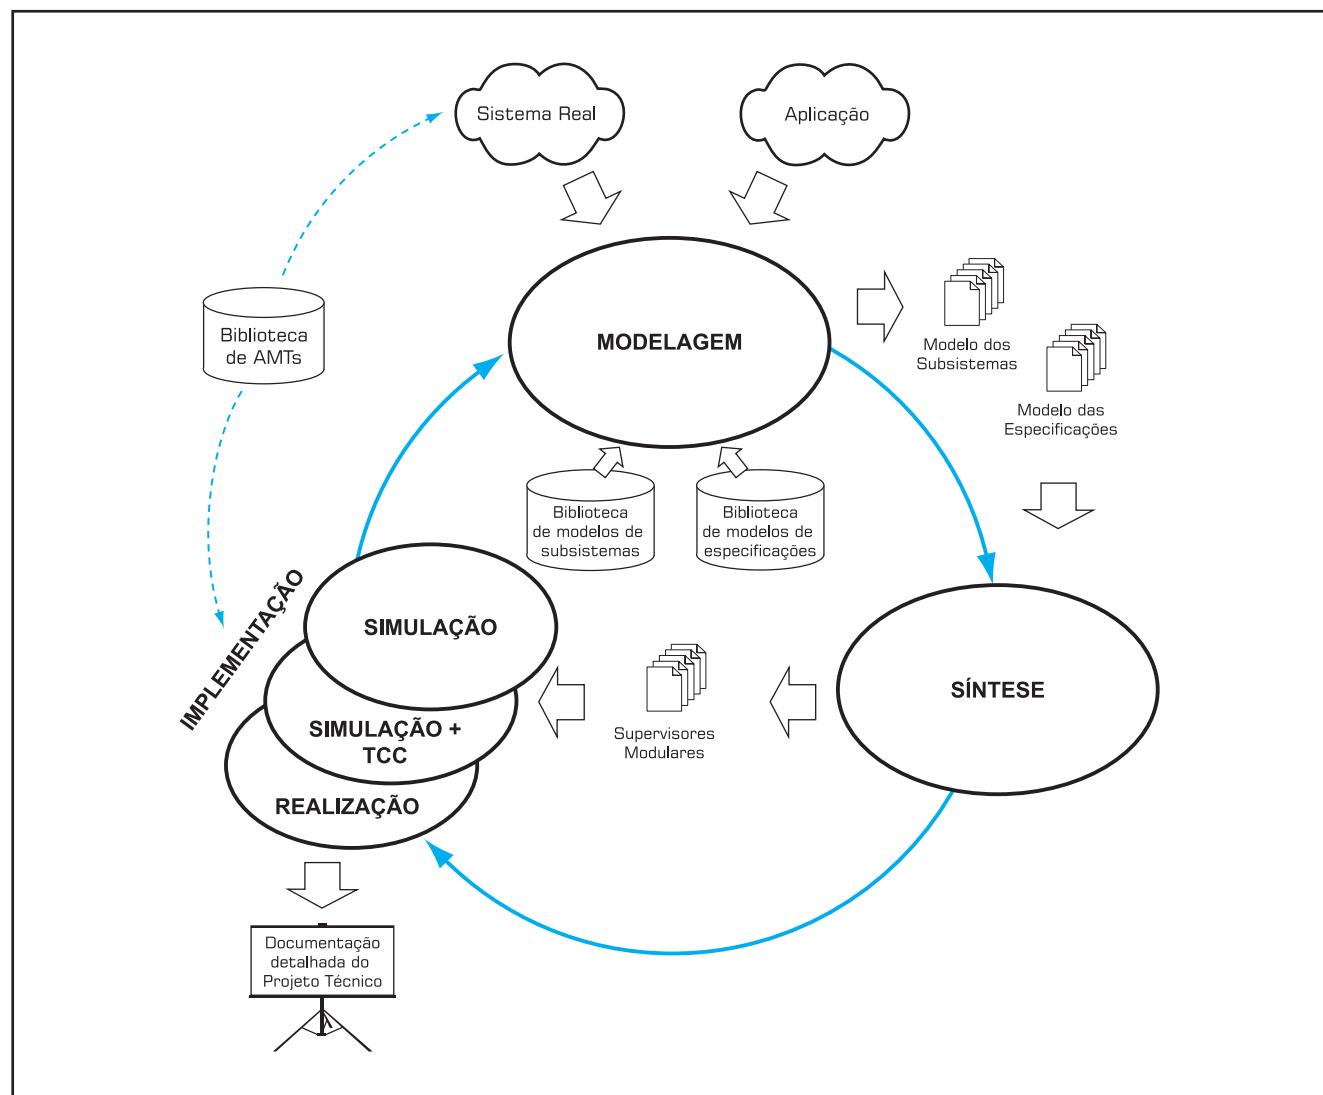 Sistema Real
Aplicação
Biblioteca
de AMTs
MODELAGEM
Modelo dos
Subsistemas
Modelo das
Especificações
Biblioteca
de modelos de
subsistemas
Biblioteca
de modelos de
especificações
IMPLEMENTAÇÃO
SIMULAÇÃO
SIMULAÇÃO +
TCC
REALIZAÇÃO
Supervisores
Modulares
SÍNTESE
Documentação
detalhada do
Projeto Técnico